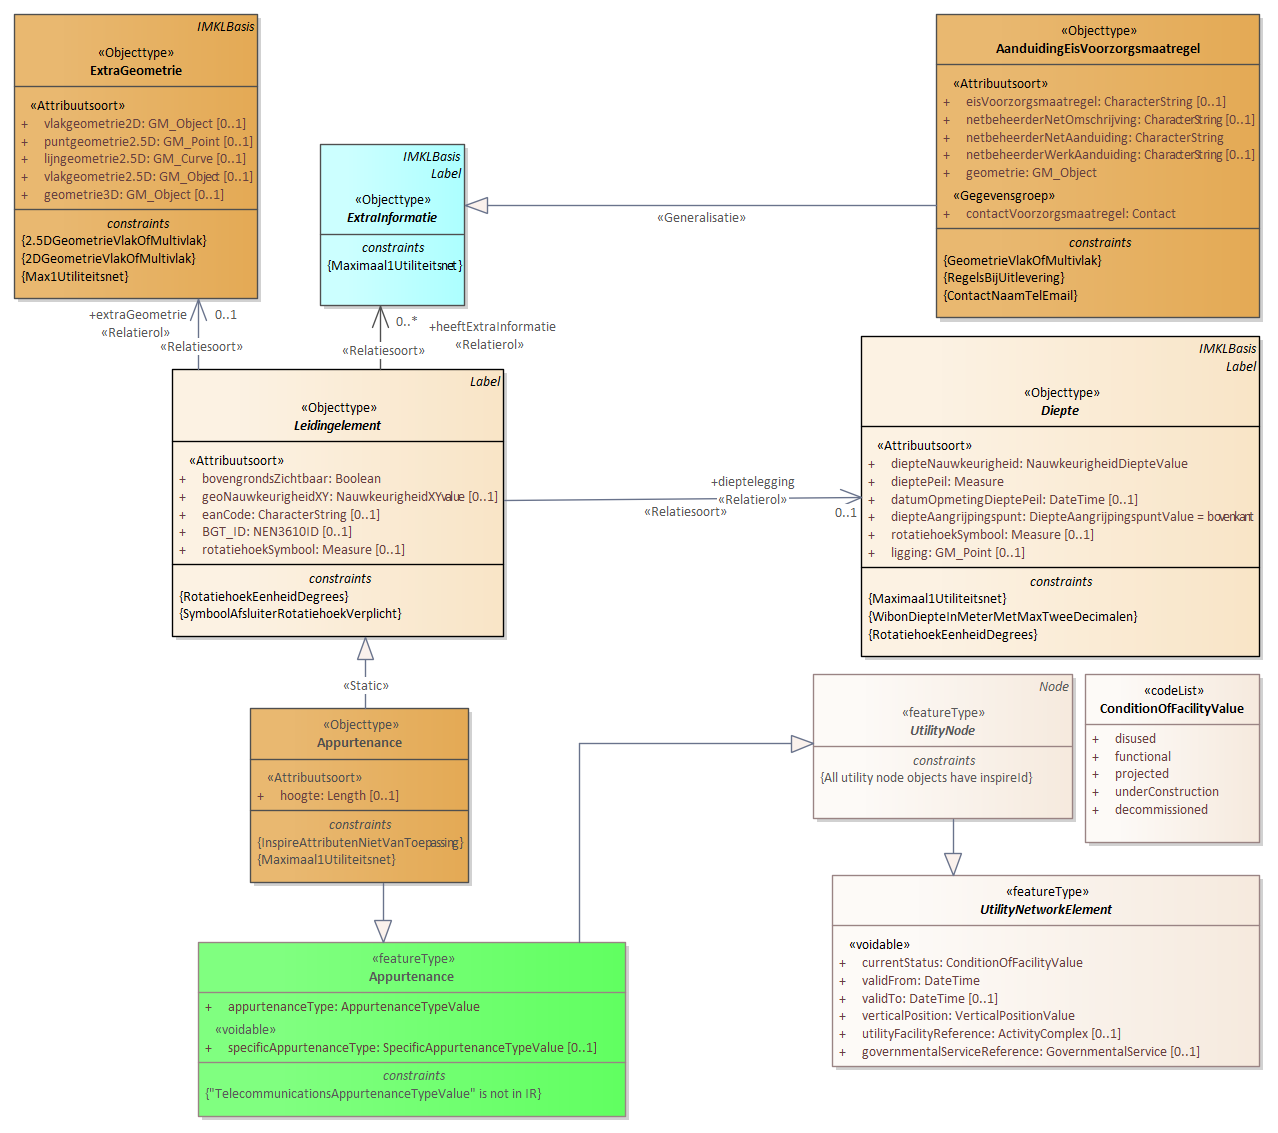 IMKLBasis
«Objecttype»
ExtraGeometrie
«Attribuutsoort»
+ vlakgeometrie2D: GM_Object [0..1]
+ puntgeometrie2.5D: GM_Point [0..1]
+ lijngeometrie2.5D: GM_Curve [0..1]
+ vlakgeometrie2.5D: GM_Object [0..1]
+ geometrie3D: GM_Object [0..1]
constraints
{2.5DGeometrieVlakOfMultivlak}
{2DGeometrieVlakOfMultivlak}
{Max1Utiliteitsnet}
IMKLBasis
Label
«Objecttype»
ExtraInformatie
constraints
{Maximaal1Utiliteitsnet}
«Objecttype»
AanduidingEisVoorzorgsmaatregel
«Attribuutsoort»
+ eisVoorzorgsmaatregel: CharacterString [0..1]
+ netbeheerderNetOmschrijving: CharacterString [0..1]
+ netbeheerderNetAanduiding: CharacterString
+ netbeheerderWerkAanduiding: CharacterString [0..1]
+ geometrie: GM_Object
«Gegevensgroep»
+ contactVoorzorgsmaatregel: Contact
constraints
{GeometrieVlakOfMultivlak}
{RegelsBijUitlevering}
{ContactNaamTelEmail}
«Generalisatie»
+extraGeometrie 0..1
«Relatierol»
«Relatiesoort»
0..* +heeftExtraInformatie
«Relatierol»
«Relatiesoort»
Label
«Objecttype»
Leidingelement
«Attribuutsoort»
+ bovengrondsZichtbaar: Boolean
+ geoNauwkeurigheidXY: NauwkeurigheidXYvalue [0..1]
+ eanCode: CharacterString [0..1]
+ BGT_ID: NEN3610ID [0..1]
+ rotatiehoekSymbool: Measure [0..1]
constraints
{RotatiehoekEenheidDegrees}
{SymboolAfsluiterRotatiehoekVerplicht}
+dieptelegging
«Relatierol»
«Relatiesoort»
0..1
IMKLBasis
Label
«Objecttype»
Diepte
«Attribuutsoort»
+ diepteNauwkeurigheid: NauwkeurigheidDiepteValue
+ dieptePeil: Measure
+ datumOpmetingDieptePeil: DateTime [0..1]
+ diepteAangrijpingspunt: DiepteAangrijpingspuntValue = bovenkant
+ rotatiehoekSymbool: Measure [0..1]
+ ligging: GM_Point [0..1]
constraints
{Maximaal1Utiliteitsnet}
{WibonDiepteInMeterMetMaxTweeDecimalen}
{RotatiehoekEenheidDegrees}
«Static»
«Objecttype»
Appurtenance
«Attribuutsoort»
+ hoogte: Length [0..1]
constraints
{InspireAttributenNietVanToepassing}
{Maximaal1Utiliteitsnet}
Node
«featureType»
UtilityNode
constraints
{All utility node objects have inspireId}
«codeList»
ConditionOfFacilityValue
+ disused
+ functional
+ projected
+ underConstruction
+ decommissioned
«featureType»
UtilityNetworkElement
«voidable»
+ currentStatus: ConditionOfFacilityValue
+ validFrom: DateTime
+ validTo: DateTime [0..1]
+ verticalPosition: VerticalPositionValue
+ utilityFacilityReference: ActivityComplex [0..1]
+ governmentalServiceReference: GovernmentalService [0..1]
«featureType»
Appurtenance
+ appurtenanceType: AppurtenanceTypeValue
«voidable»
+ specificAppurtenanceType: SpecificAppurtenanceTypeValue [0..1]
constraints
{"TelecommunicationsAppurtenanceTypeValue" is not in IR}